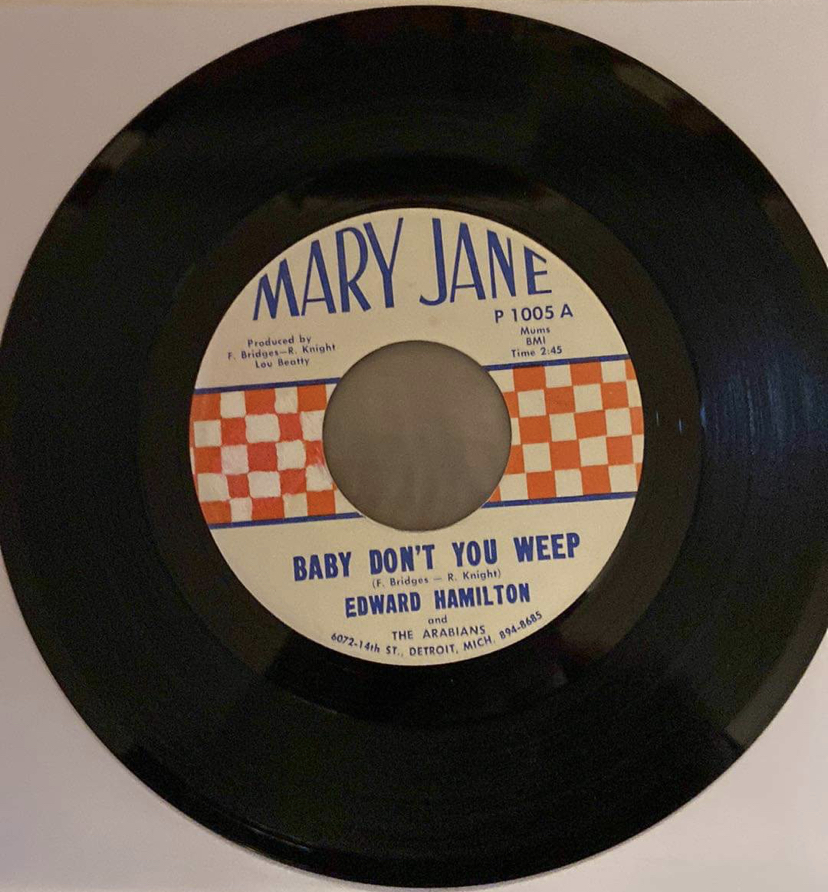 MARY JANE
P 1005 A
Mums
BMI
Time 2:45
Produced by
F. Bridges—R. Knight
Lou Beatty
BABY DON'T YOU WEEP
(F. Bridges — R. Knight)
EDWARD HAMILTON
and
THE ARABIANS
6072-14th ST., DETROIT, MICH. 894-8685